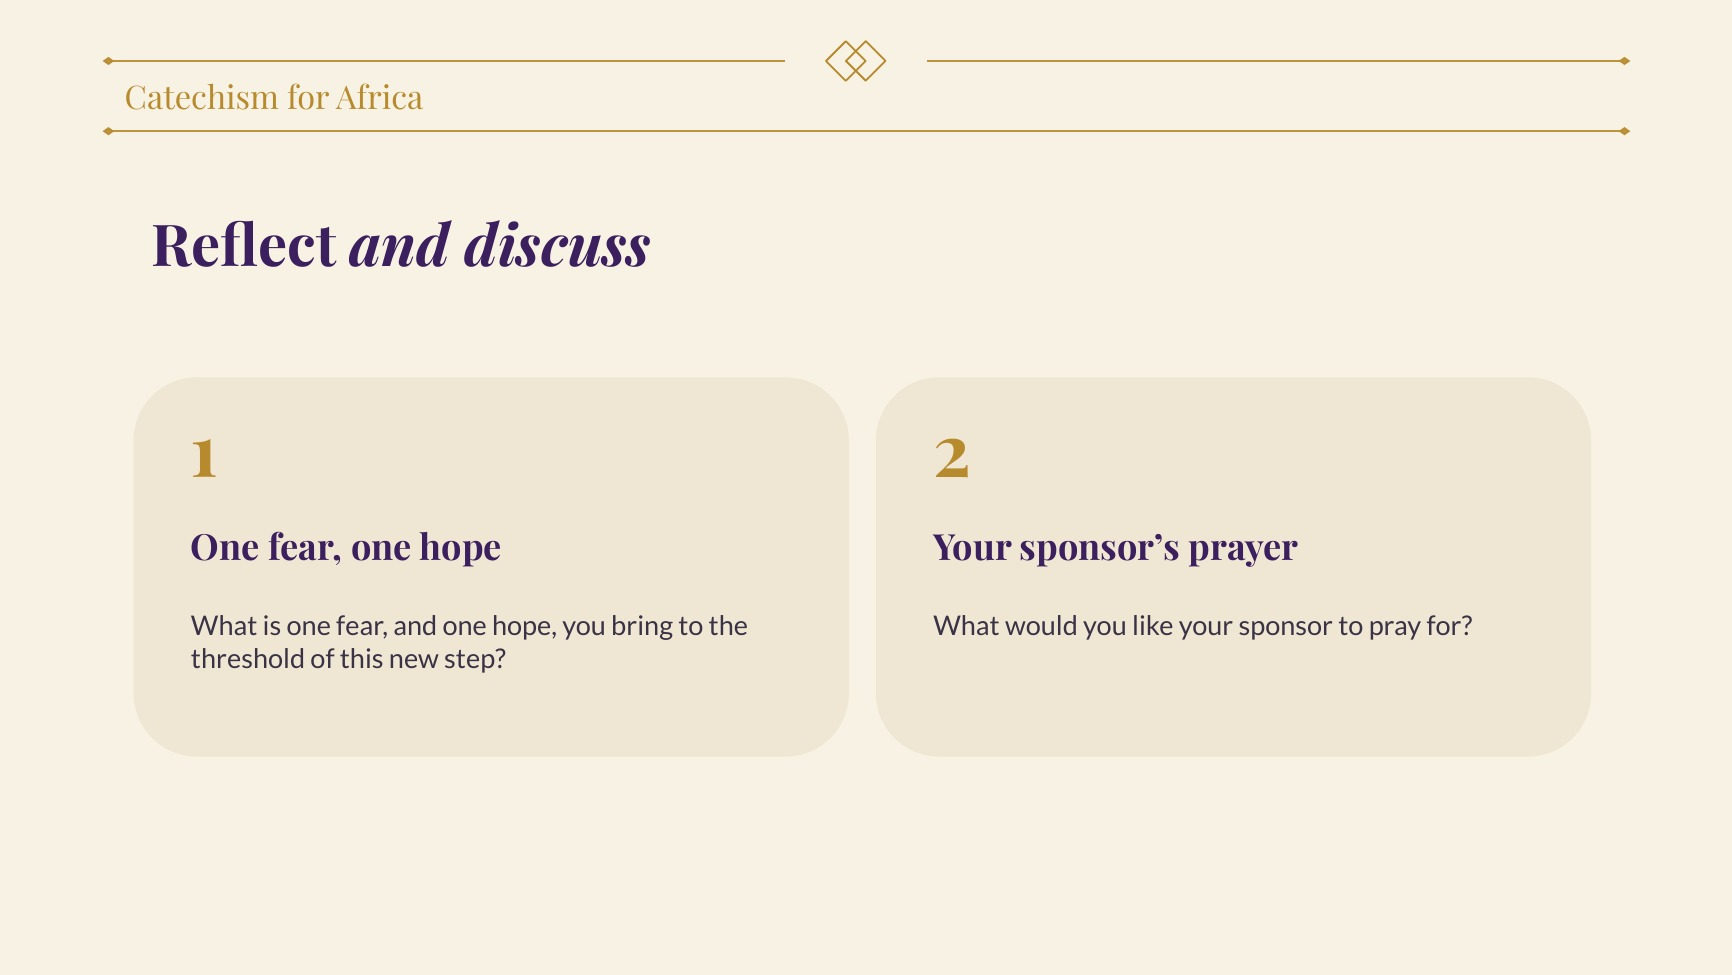 Catechism for Africa
Reflect and discuss
1
One fear, one hope
What is one fear, and one hope, you bring to the
threshold of this new step?
2
Your sponsor’s prayer
What would you like your sponsor to pray for?